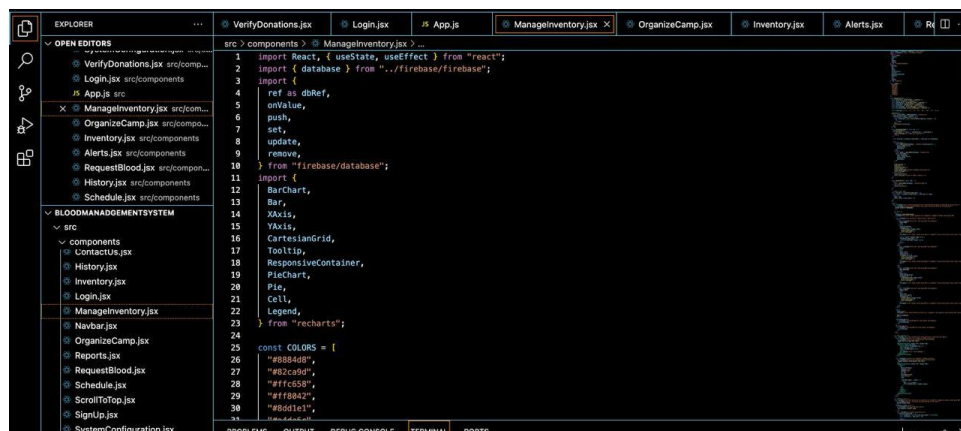 EXPLORER
...
VerifyDonations.jsx
Login.jsx
JS App.js
ManageInventory.jsx ×
OrganizeCamp.jsx
Inventory.jsx
Alerts.jsx
OPEN EDITORS
VerifyDonations.jsx src/comp...
Login.jsx src/components
JS App.js src
× ManageInventory.jsx src/com...
OrganizeCamp.jsx src/compo...
Inventory.jsx src/components
Alerts.jsx src/components
RequestBlood.jsx src/compon...
History.jsx src/components
Schedule.jsx src/components
BLOODMANADGEMENTSYSTEM
src
components
ContactUs.jsx
History.jsx
Inventory.jsx
Login.jsx
ManageInventory.jsx
Navbar.jsx
OrganizeCamp.jsx
Reports.jsx
RequestBlood.jsx
Schedule.jsx
ScrollToTop.jsx
SignUp.jsx
SystemConfiguration.jsx
src > components > ManageInventory.jsx > ...
1 import React, { useState, useEffect } from "react";
2 import { database } from "../firebase/firebase";
3 import {
4 ref as dbRef,
5 onValue,
6 push,
7 set,
8 update,
9 remove,
10 } from "firebase/database";
11 import {
12 BarChart,
13 Bar,
14 XAxis,
15 YAxis,
16 CartesianGrid,
17 Tooltip,
18 ResponsiveContainer,
19 PieChart,
20 Pie,
21 Cell,
22 Legend,
23 } from "recharts";
24
25 const COLORS = [
26 "#8884d8",
27 "#82ca9d",
28 "#ffc658",
29 "#ff8042",
30 "#8dd1e1",
PROBLEMS OUTPUT DEBUG CONSOLE TERMINAL PORTS